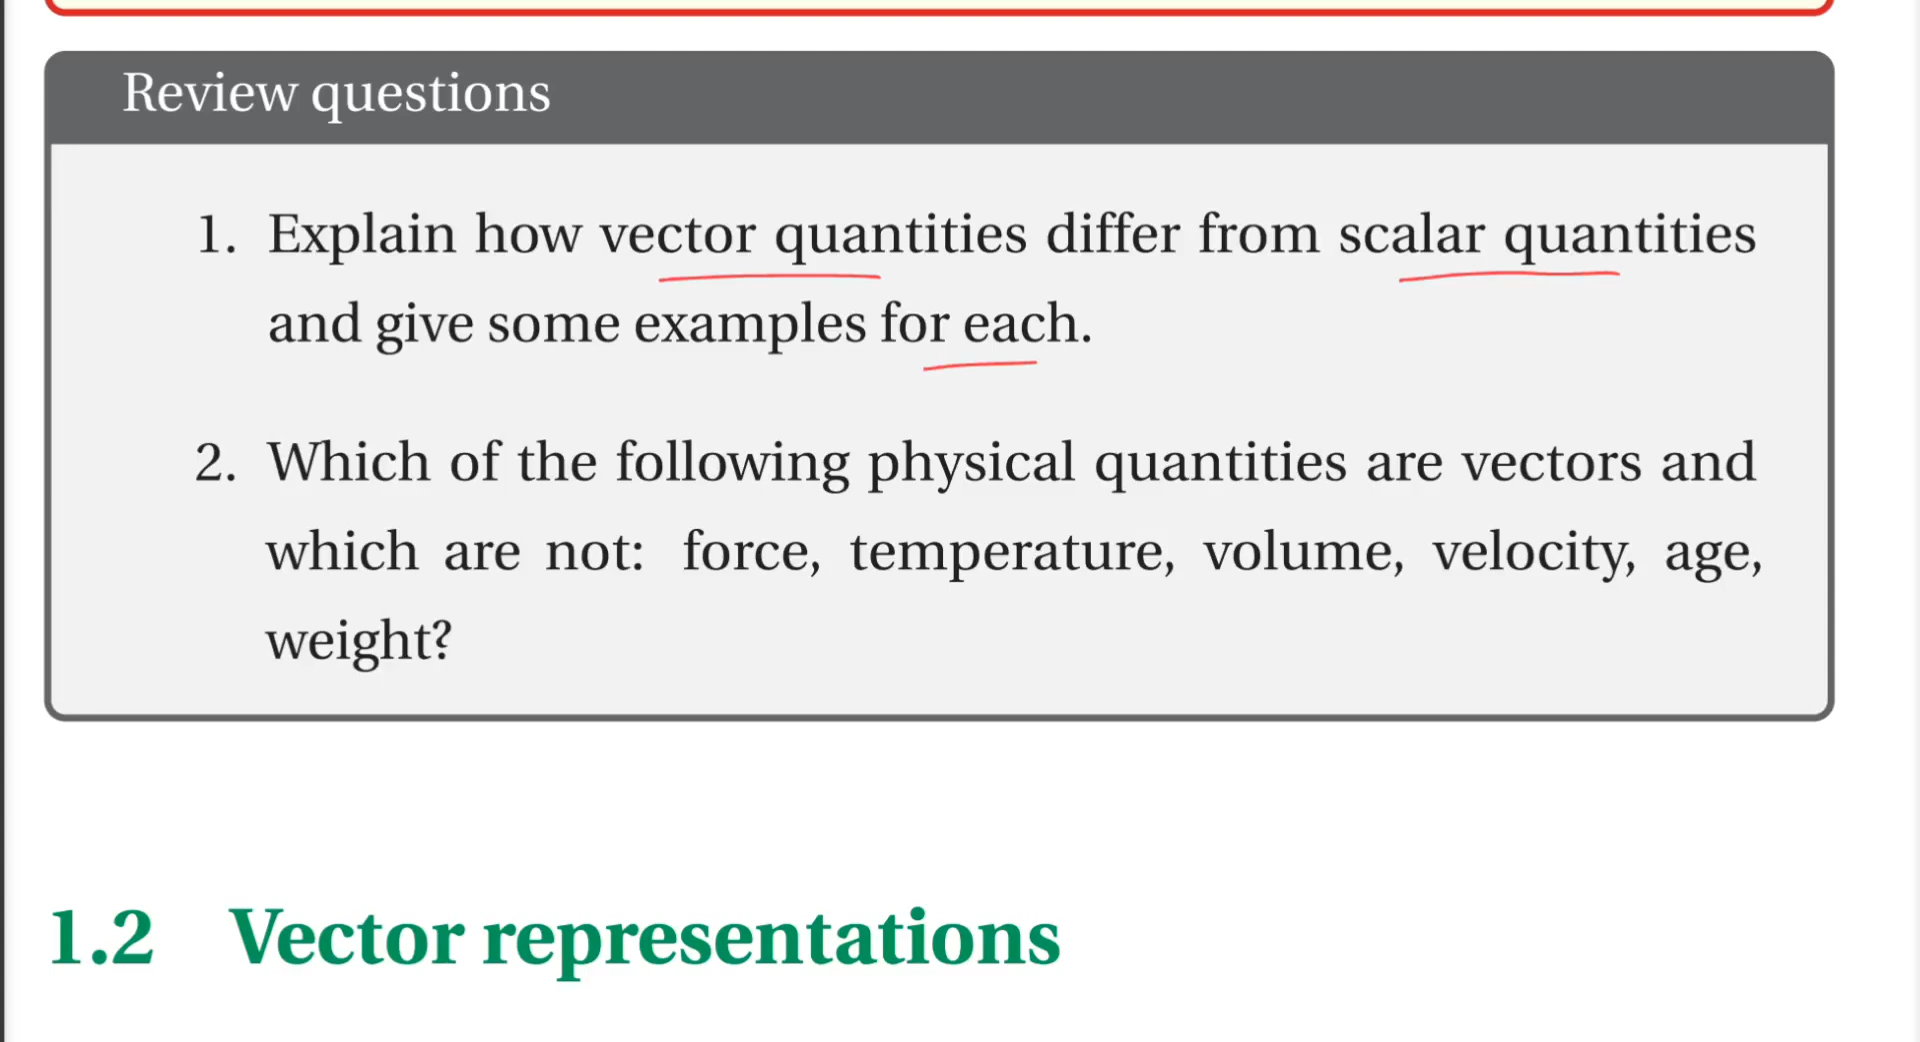 Review questions
1. Explain how vector quantities differ from scalar quantities
and give some examples for each.
2. Which of the following physical quantities are vectors and
which are not: force, temperature, volume, velocity, age,
weight?
1.2 Vector representations